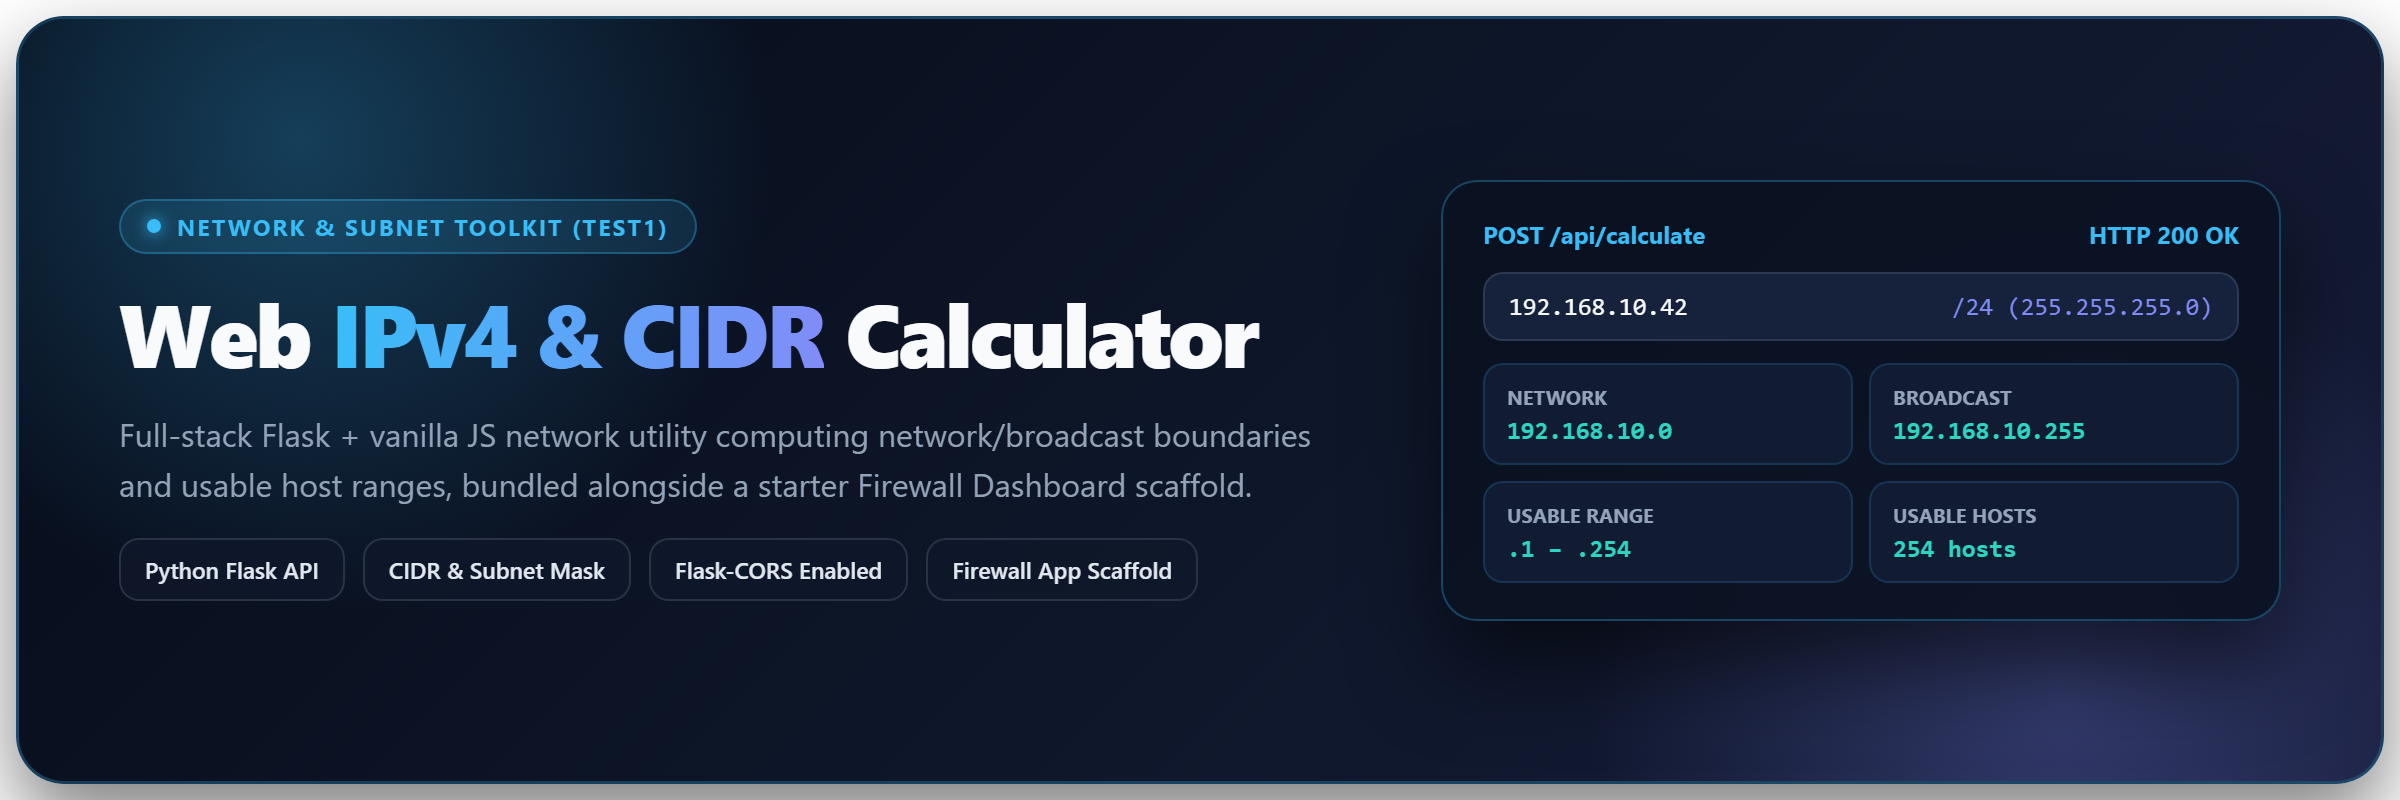 NETWORK & SUBNET TOOLKIT (TEST1)
Web IPv4 & CIDR Calculator
Full-stack Flask + vanilla JS network utility computing network/broadcast boundaries
and usable host ranges, bundled alongside a starter Firewall Dashboard scaffold.
Python Flask API
CIDR & Subnet Mask
Flask-CORS Enabled
Firewall App Scaffold
POST /api/calculate
HTTP 200 OK
192.168.10.42
/24 (255.255.255.0)
NETWORK
192.168.10.0
BROADCAST
192.168.10.255
USABLE RANGE
.1 – .254
USABLE HOSTS
254 hosts